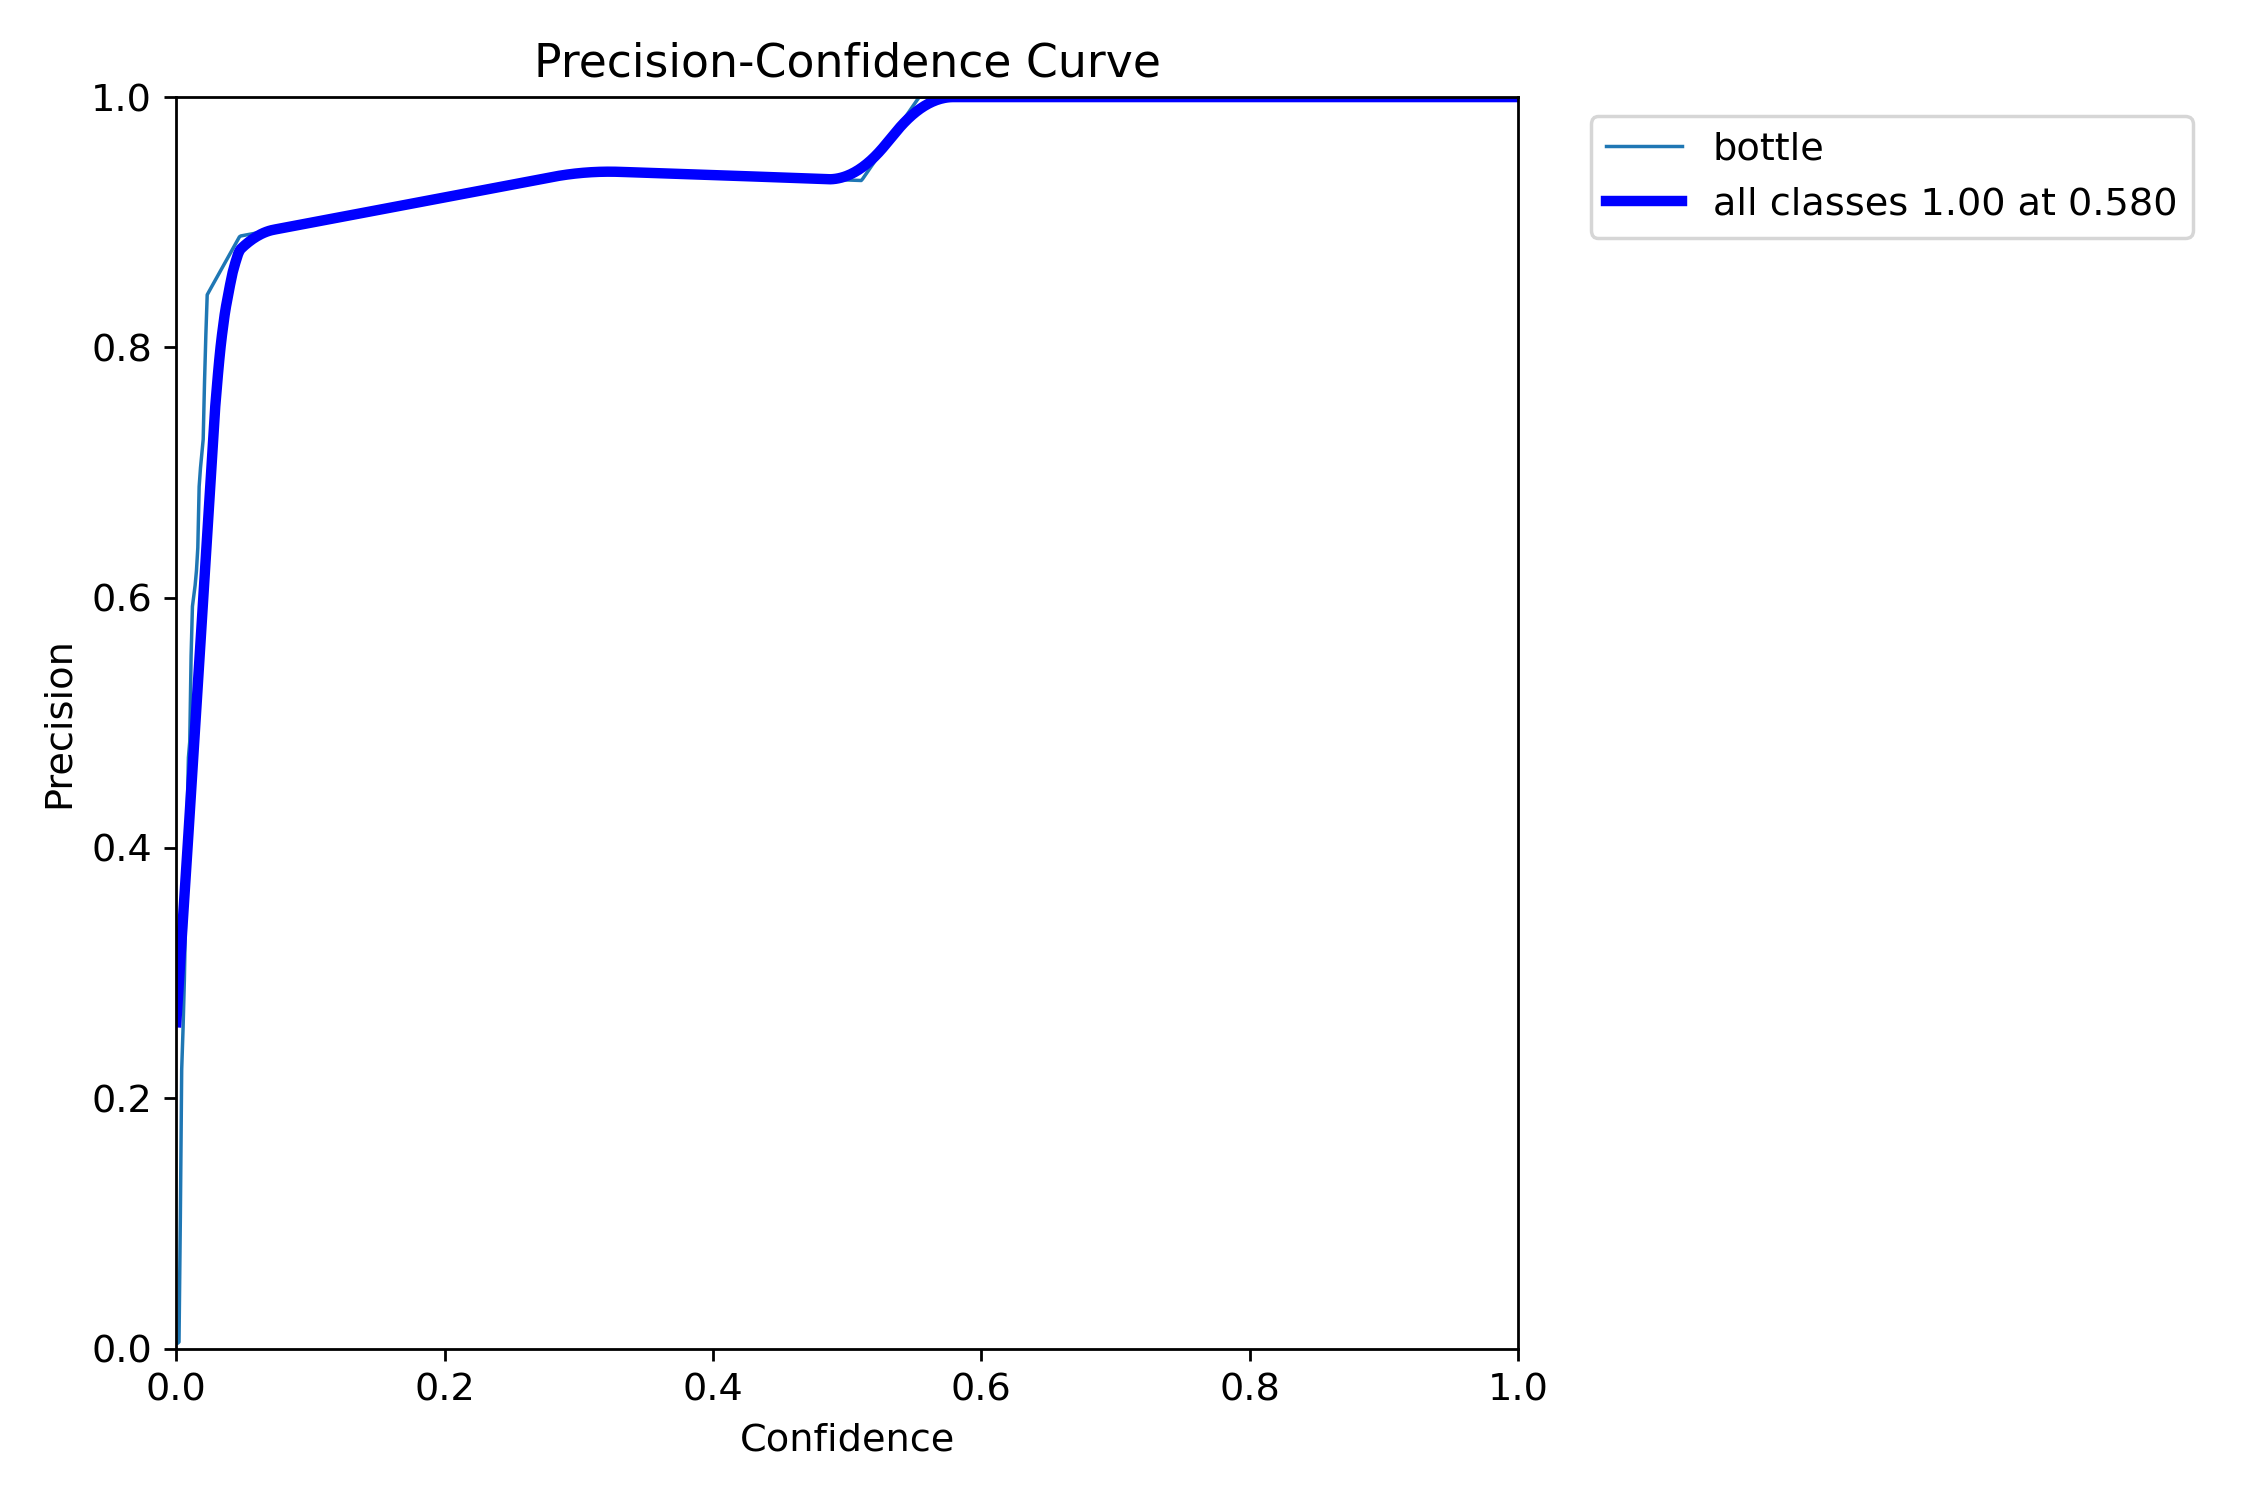 Precision-Confidence Curve
1.0
0.8
0.6
0.4
0.2
0.0
Precision
0.0 0.2 0.4 0.6 0.8 1.0
Confidence
bottle
all classes 1.00 at 0.580